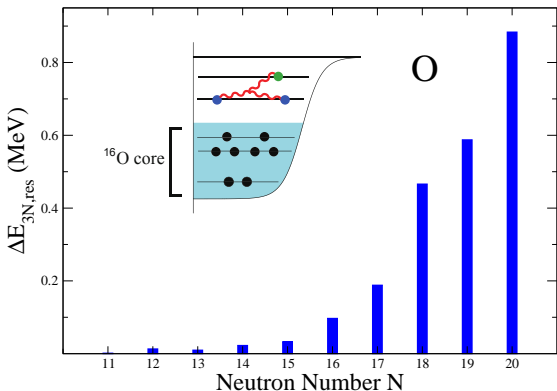 O
¹⁶O core
ΔE₃N,res (MeV)
0.8
0.6
0.4
0.2
11 12 13 14 15 16 17 18 19 20
Neutron Number N